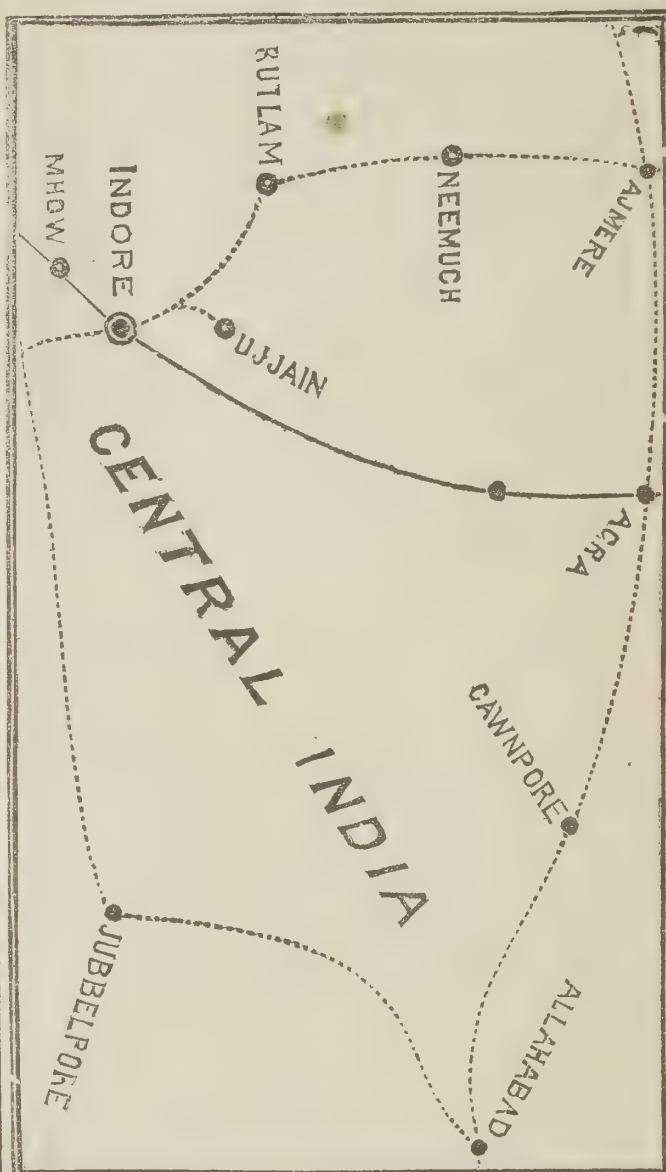 AJMERE
NEEMUCH
RUTLAM
UJJAIN
INDORE
MHOW
AGRA
CAWNPORE
ALLAHABAD
JUBBELPORE
CENTRAL INDIA